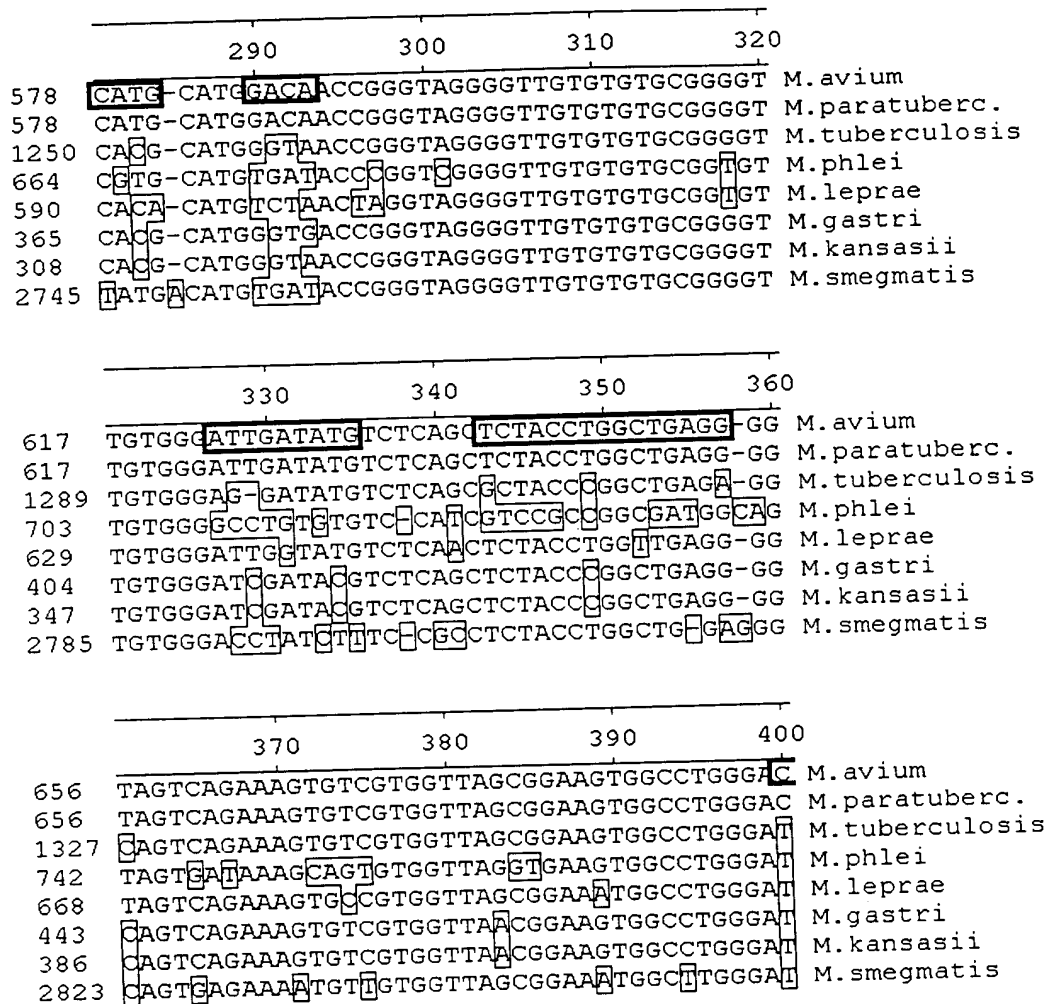 290 300 310 320
578 CATG-CATGGACAACCGGGTAGGGGTTGTGTGTGCGGGGT M.avium
578 CATG-CATGGACAACCGGGTAGGGGTTGTGTGTGCGGGGT M.paratuberc.
1250 CACG-CATGGGTAACCGGGTAGGGGTTGTGTGTGCGGGGT M.tuberculosis
664 CGTG-CATGTGATACCCGGTCGGGGTTGTGTGTGCGGTGT M.phlei
590 CACA-CATGTCTAACTAGGTAGGGGTTGTGTGTGCGGTGT M.leprae
365 CACG-CATGGGTGACCGGGTAGGGGTTGTGTGTGCGGGGT M.gastri
308 CACG-CATGGGTAACCGGGTAGGGGTTGTGTGTGCGGGGT M.kansasii
2745 TATGACATGTGATACCGGGTAGGGGTTGTGTGTGCGGGGT M.smegmatis
330 340 350 360
617 TGTGGGATTGATATGTCTCAGCTCTACCTGGCTGAGG-GG M.avium
617 TGTGGGATTGATATGTCTCAGCTCTACCTGGCTGAGG-GG M.paratuberc.
1289 TGTGGGAG-GATATGTCTCAGCGCTACCCGGCTGAGA-GG M.tuberculosis
703 TGTGGGGCCTGTGTGTC-CATCGTCCGCCGGCGATGGCAG M.phlei
629 TGTGGGATTGGTATGTCTCAACTCTACCTGGTTGAGG-GG M.leprae
404 TGTGGGATCGATACGTCTCAGCTCTACCCGGCTGAGG-GG M.gastri
347 TGTGGGATCGATACGTCTCAGCTCTACCCGGCTGAGG-GG M.kansasii
2785 TGTGGGACCTATCTTTC-CGCCTCTACCTGGCTG-GAGGG M.smegmatis
370 380 390 400
656 TAGTCAGAAAGTGTCGTGGTTAGCGGAAGTGGCCTGGGAC M.avium
656 TAGTCAGAAAGTGTCGTGGTTAGCGGAAGTGGCCTGGGAC M.paratuberc.
1327 CAGTCAGAAAGTGTCGTGGTTAGCGGAAGTGGCCTGGGAT M.tuberculosis
742 TAGTGATAAAGCAGTGTGGTTAGGTGAAGTGGCCTGGGAT M.phlei
668 TAGTCAGAAAGTGCCGTGGTTAGCGGAAATGGCCTGGGAT M.leprae
443 CAGTCAGAAAGTGTCGTGGTTAACGGAAGTGGCCTGGGAT M.gastri
386 CAGTCAGAAAGTGTCGTGGTTAACGGAAGTGGCCTGGGAT M.kansasii
2823 CAGTGAGAAAATGTTGTGGTTAGCGGAAATGGCTTGGGAT M.smegmatis